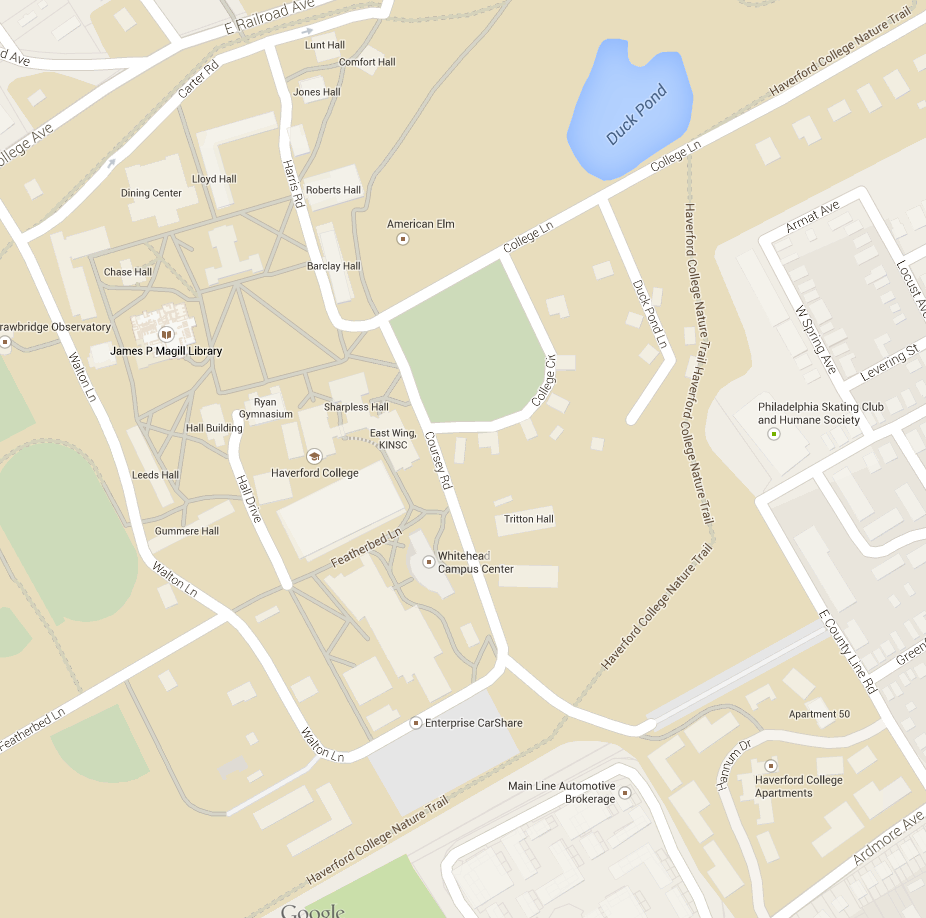 E Railroad Ave
d Ave
Carter Rd
Lunt Hall
Comfort Hall
Jones Hall
Haverford College Nature Trail
Duck Pond
ollege Ave
College Ln
Harris Rd
Lloyd Hall
Dining Center
Roberts Hall
American Elm
College Ln
Armat Ave
Haverford College Nature Trail
Haverford College Nature Trail
Barclay Hall
Chase Hall
Locust Ave
Duck Pond Ln
W Spring Ave
rawbridge Observatory
James P Magill Library
Walton Ln
Levering St
College Cir
Ryan
Gymnasium
Sharpless Hall
Hall Building
East Wing,
KINSC
Philadelphia Skating Club
and Humane Society
Coursey Rd
Haverford College
Leeds Hall
Hall Drive
Gummere Hall
Tritton Hall
Featherbed Ln
Whitehead
Campus Center
Walton Ln
Haverford College Nature Trail
E County Line Rd
Green
Featherbed Ln
Enterprise CarShare
Apartment 50
Walton Ln
Hannum Dr
Haverford College
Apartments
Main Line Automotive
Brokerage
Haverford College Nature Trail
Ardmore Ave
Google